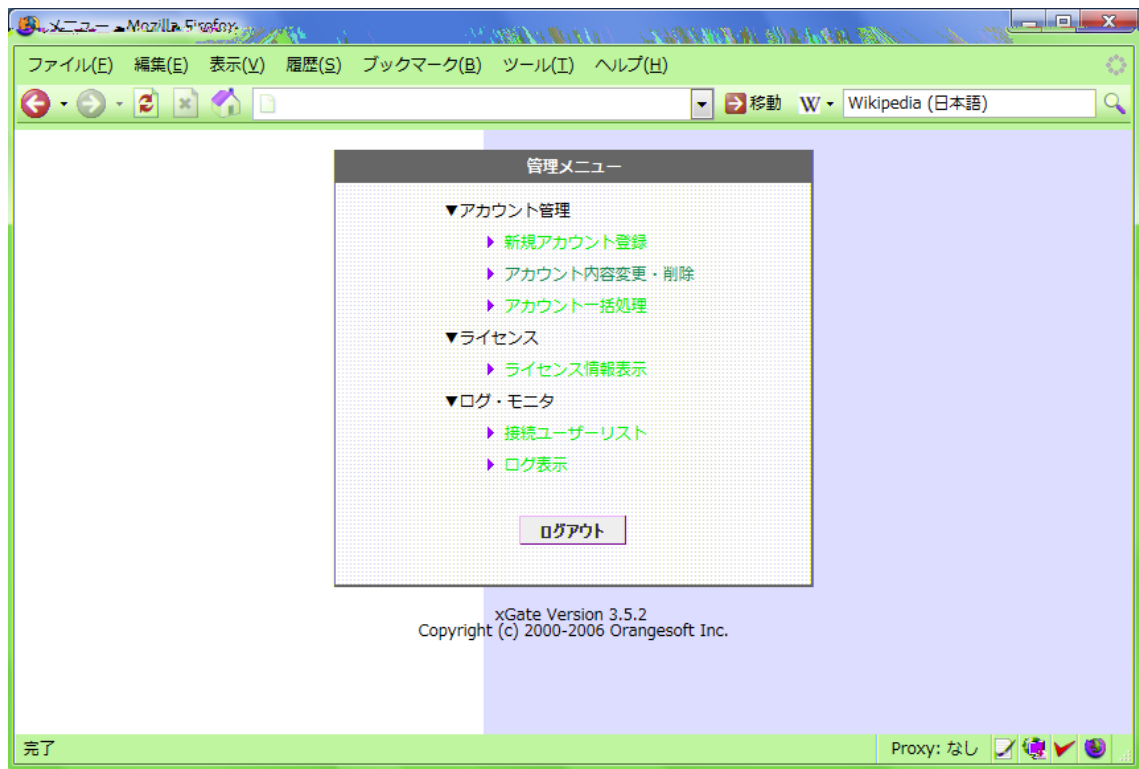 メニュー - Mozilla Firefox
ファイル(F) 編集(E) 表示(V) 履歴(S) ブックマーク(B) ツール(T) ヘルプ(H)
移動 W Wikipedia (日本語)
管理メニュー
▼アカウント管理
新規アカウント登録
アカウント内容変更・削除
アカウント一括処理
▼ライセンス
ライセンス情報表示
▼ログ・モニタ
接続ユーザーリスト
ログ表示
ログアウト
xGate Version 3.5.2
Copyright (c) 2000-2006 Orangesoft Inc.
完了 Proxy: なし